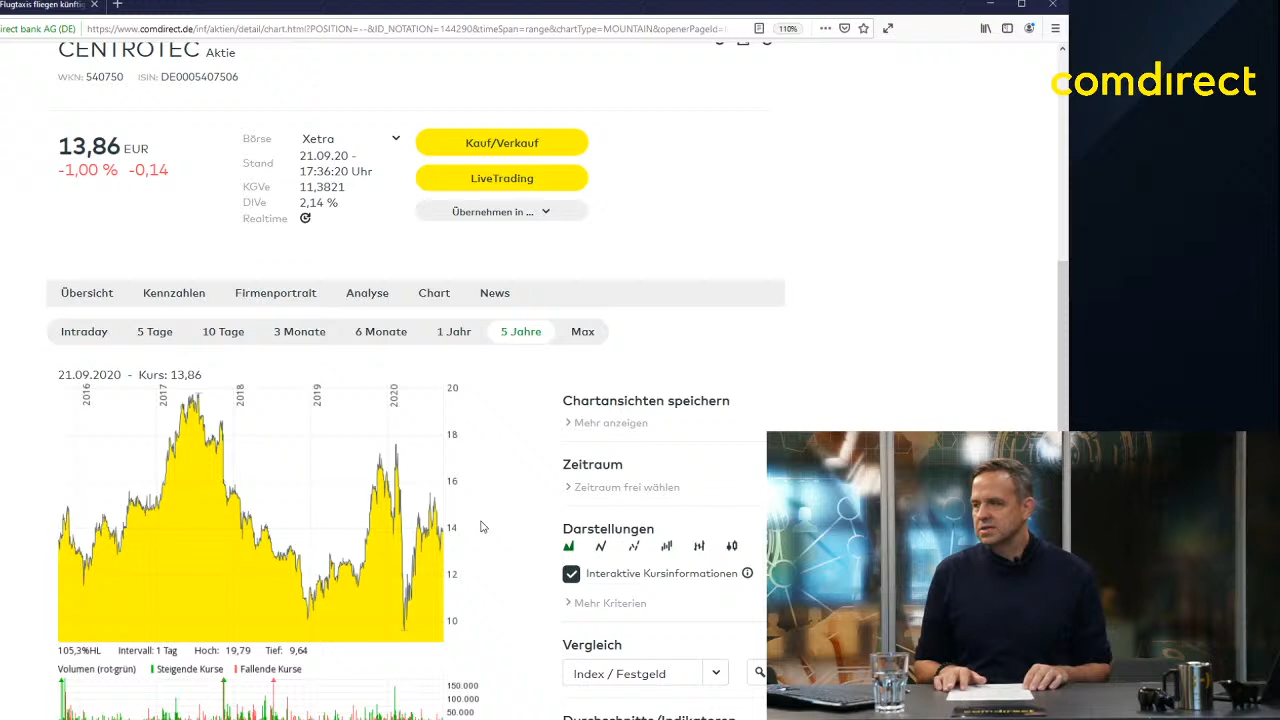 Flugtaxis fliegen künftig
irect bank AG (DE)
https://www.comdirect.de/inf/aktien/detail/chart.html?POSITION=--&ID_NOTATION=144290&timeSpan=range&chartType=MOUNTAIN&openerPageId=
110%
comdirect
CENTROTEC Aktie
WKN: 540750 ISIN: DE0005407506
13,86 EUR
-1,00 % -0,14
Börse Xetra
Stand 21.09.20 -
17:36:20 Uhr
KGVe 11,3821
DIVe 2,14 %
Realtime
Kauf/Verkauf
LiveTrading
Übernehmen in ...
Übersicht Kennzahlen Firmenportrait Analyse Chart News
Intraday 5 Tage 10 Tage 3 Monate 6 Monate 1 Jahr 5 Jahre Max
21.09.2020 - Kurs: 13,86
2016 2017 2018 2019 2020
20
18
16
14
12
10
105,3%HL Intervall: 1 Tag Hoch: 19,79 Tief: 9,64
Volumen (rot-grün) Steigende Kurse Fallende Kurse
150.000
100.000
50.000
Chartansichten speichern
Mehr anzeigen
Zeitraum
Zeitraum frei wählen
Darstellungen
Interaktive Kursinformationen
Mehr Kriterien
Vergleich
Index / Festgeld
Durchschnitte/Indikatoren
comdirect